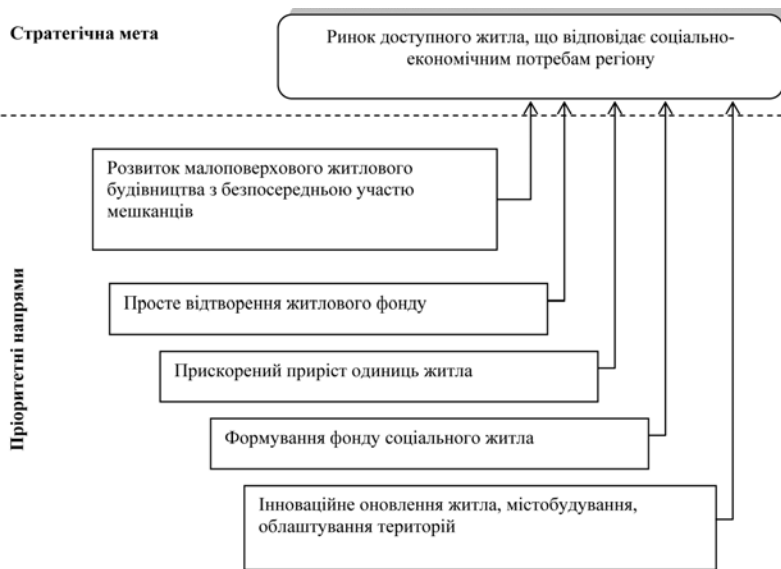 Стратегічна мета
Ринок доступного житла, що відповідає соціально-
економічним потребам регіону
Пріоритетні напрями
Розвиток малоповерхового житлового
будівництва з безпосередньою участю
мешканців
Просте відтворення житлового фонду
Прискорений приріст одиниць житла
Формування фонду соціального житла
Інноваційне оновлення житла, містобудування,
облаштування територій